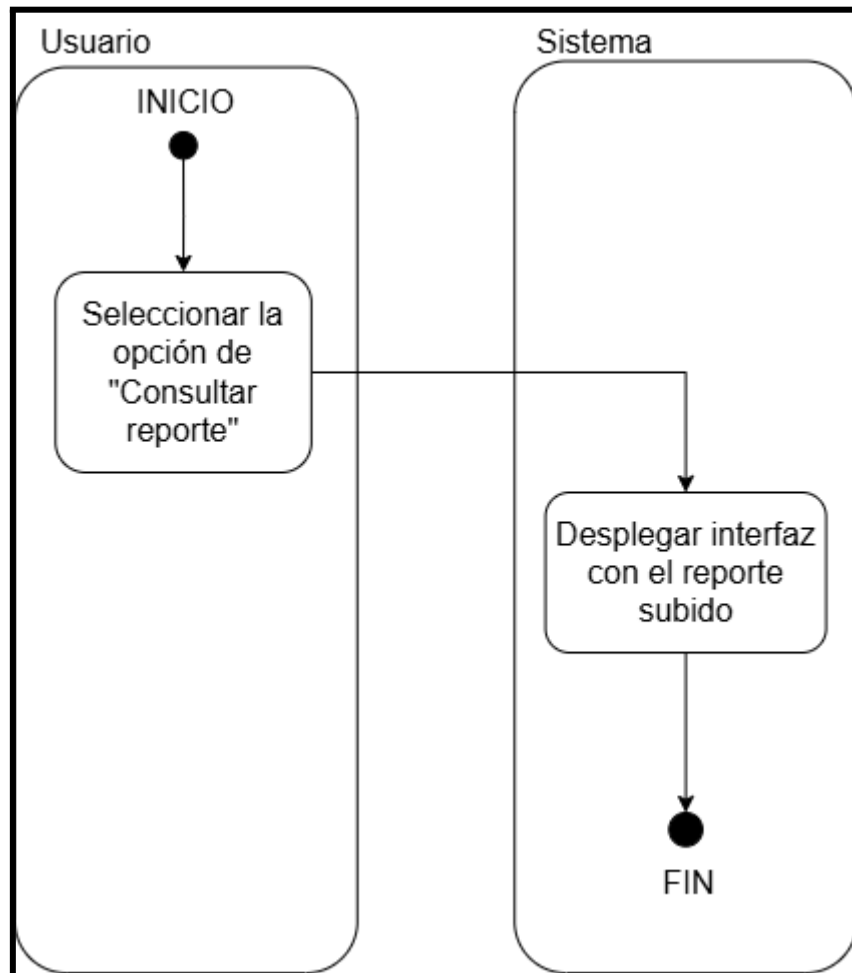 Usuario
Sistema
INICIO
Seleccionar la
opción de
"Consultar
reporte"
Desplegar interfaz
con el reporte
subido
FIN